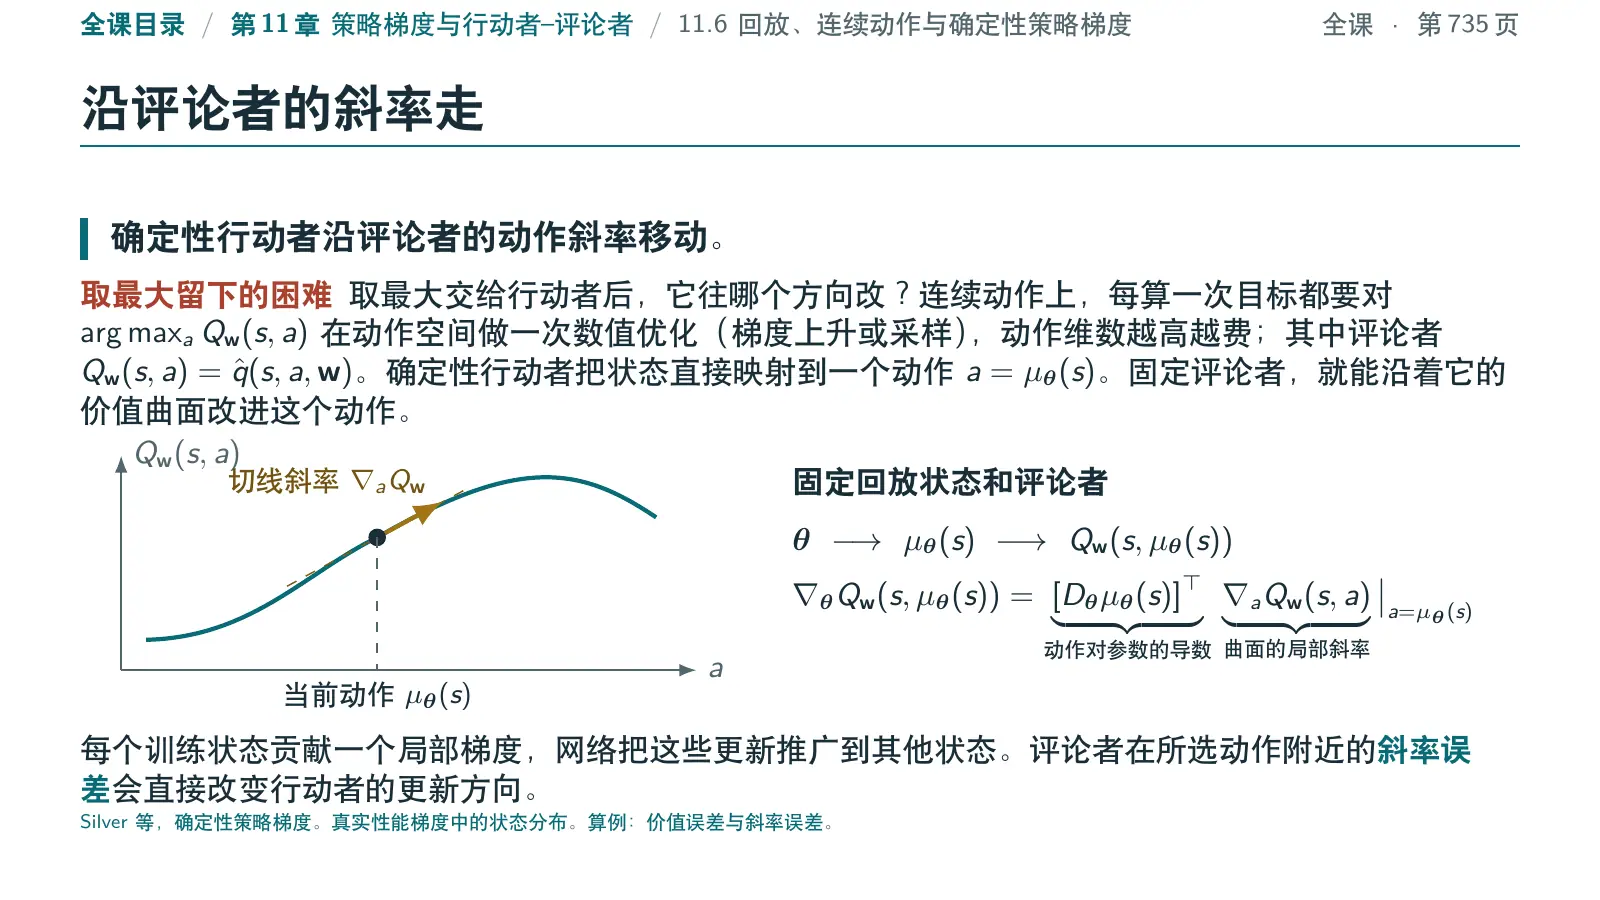 全课目录 / 第 11 章 策略梯度与行动者–评论者 / 11.6 回放、连续动作与确定性策略梯度 全课 · 第 735 页
沿评论者的斜率走
确定性行动者沿评论者的动作斜率移动。
取最大留下的困难 取最大交给行动者后，它往哪个方向改？连续动作上，每算一次目标都要对
arg maxₐ Q_w(s, a) 在动作空间做一次数值优化（梯度上升或采样），动作维数越高越费；其中评论者
Q_w(s, a) = q̂(s, a, w)。确定性行动者把状态直接映射到一个动作 a = μ_θ(s)。固定评论者，就能沿着它的
价值曲面改进这个动作。
Q_w(s, a)
切线斜率 ∇ₐQ_w
a
当前动作 μ_θ(s)
固定回放状态和评论者
θ ⟶ μ_θ(s) ⟶ Q_w(s, μ_θ(s))
∇_θ Q_w(s, μ_θ(s)) = [D_θ μ_θ(s)]^⊤ ∇ₐQ_w(s, a) |_{a=μ_θ(s)}
动作对参数的导数 曲面的局部斜率
每个训练状态贡献一个局部梯度，网络把这些更新推广到其他状态。评论者在所选动作附近的斜率误
差会直接改变行动者的更新方向。
Silver 等，确定性策略梯度。真实性能梯度中的状态分布。算例：价值误差与斜率误差。